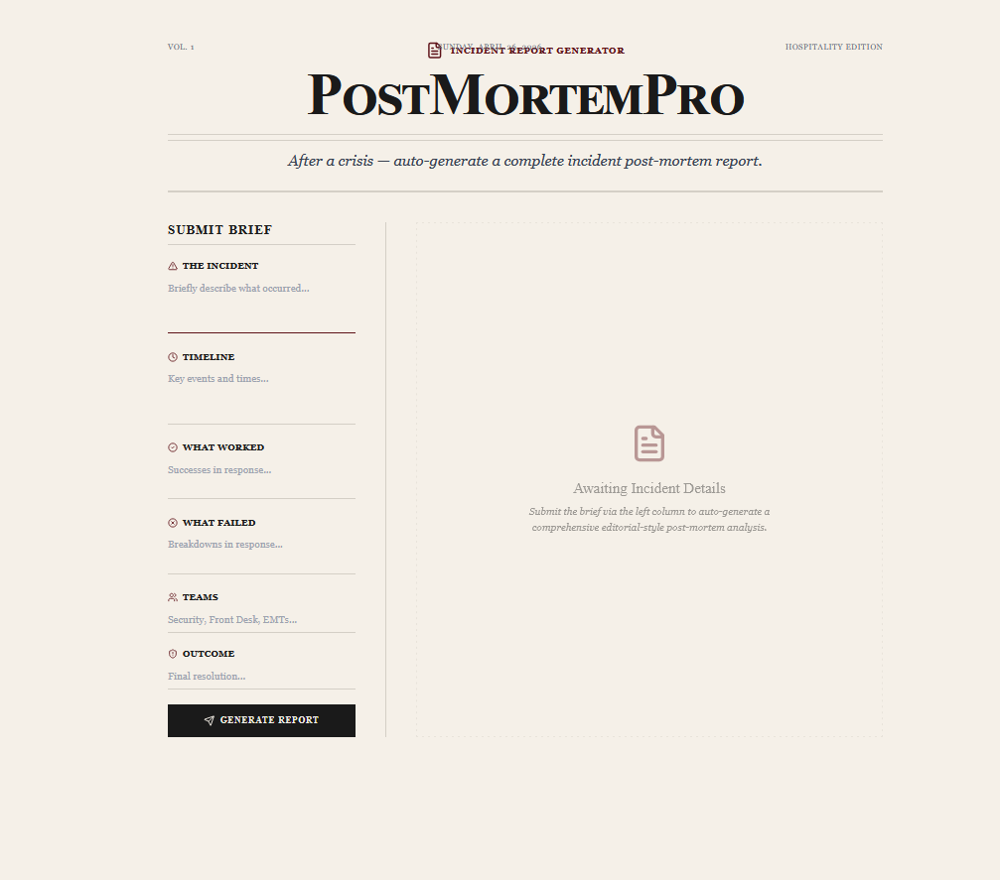 VOL. 1
SUNDAY, APRIL 26, 2026
HOSPITALITY EDITION
INCIDENT REPORT GENERATOR
PostMortemPro
After a crisis — auto-generate a complete incident post-mortem report.
SUBMIT BRIEF
THE INCIDENT
Briefly describe what occurred...
TIMELINE
Key events and times...
WHAT WORKED
Successes in response...
WHAT FAILED
Breakdowns in response...
TEAMS
Security, Front Desk, EMTs...
OUTCOME
Final resolution...
GENERATE REPORT
Awaiting Incident Details
Submit the brief via the left column to auto-generate a
comprehensive editorial-style post-mortem analysis.